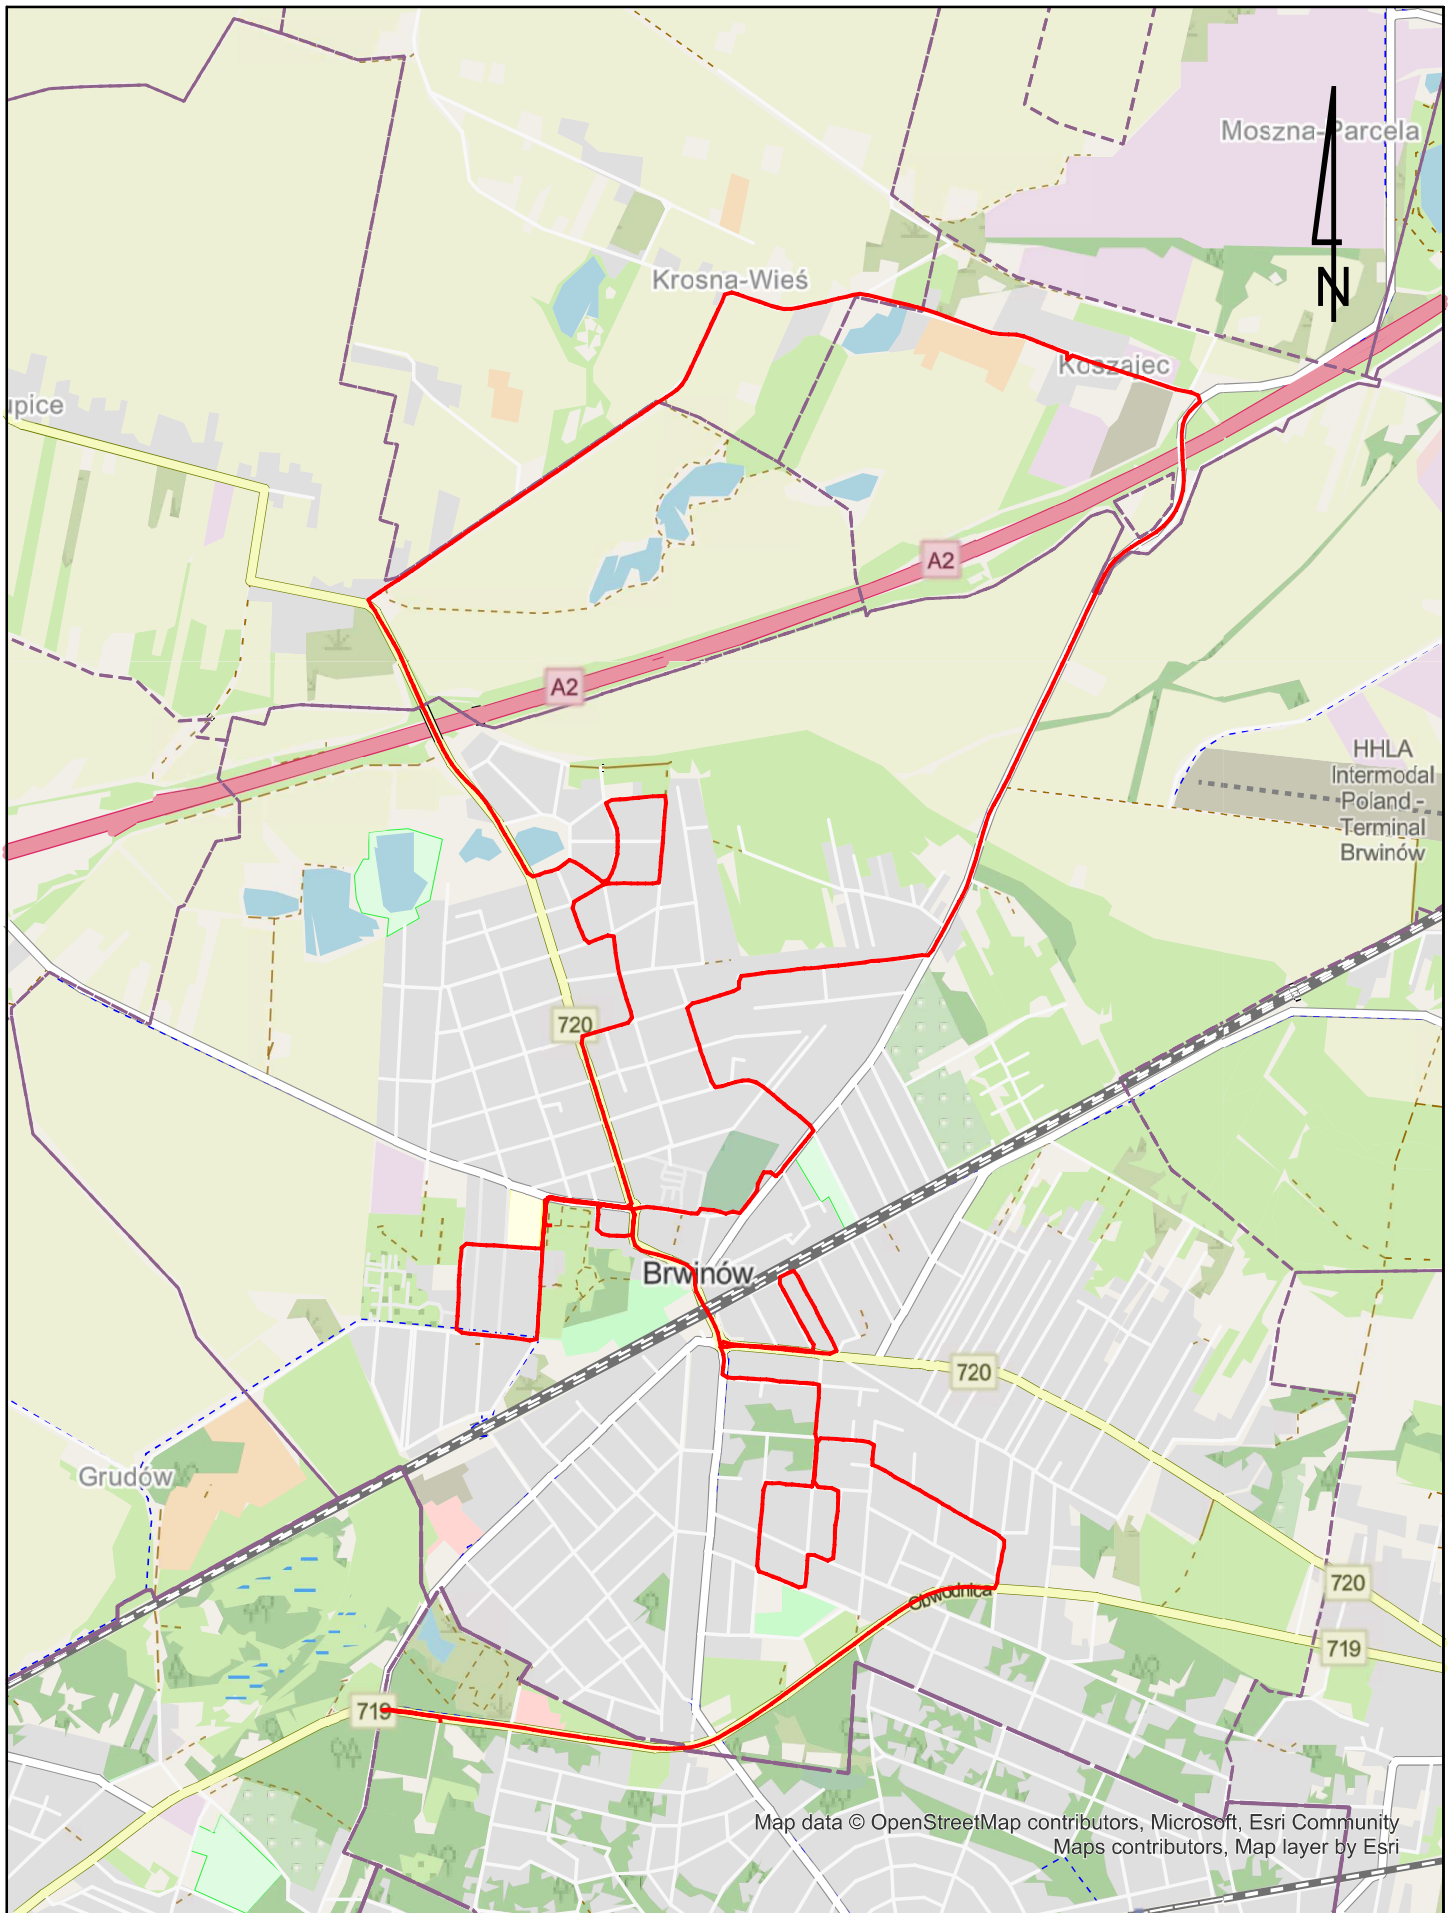 Moszna-Parcela
Krosna-Wieś
N
Koszajec
upice
A2
A2
HHLA
Intermodal
Poland -
Terminal
Brwinów
720
Brwinów
720
Grudów
Obwodnica
720
719
719
Map data © OpenStreetMap contributors, Microsoft, Esri Community
Maps contributors, Map layer by Esri